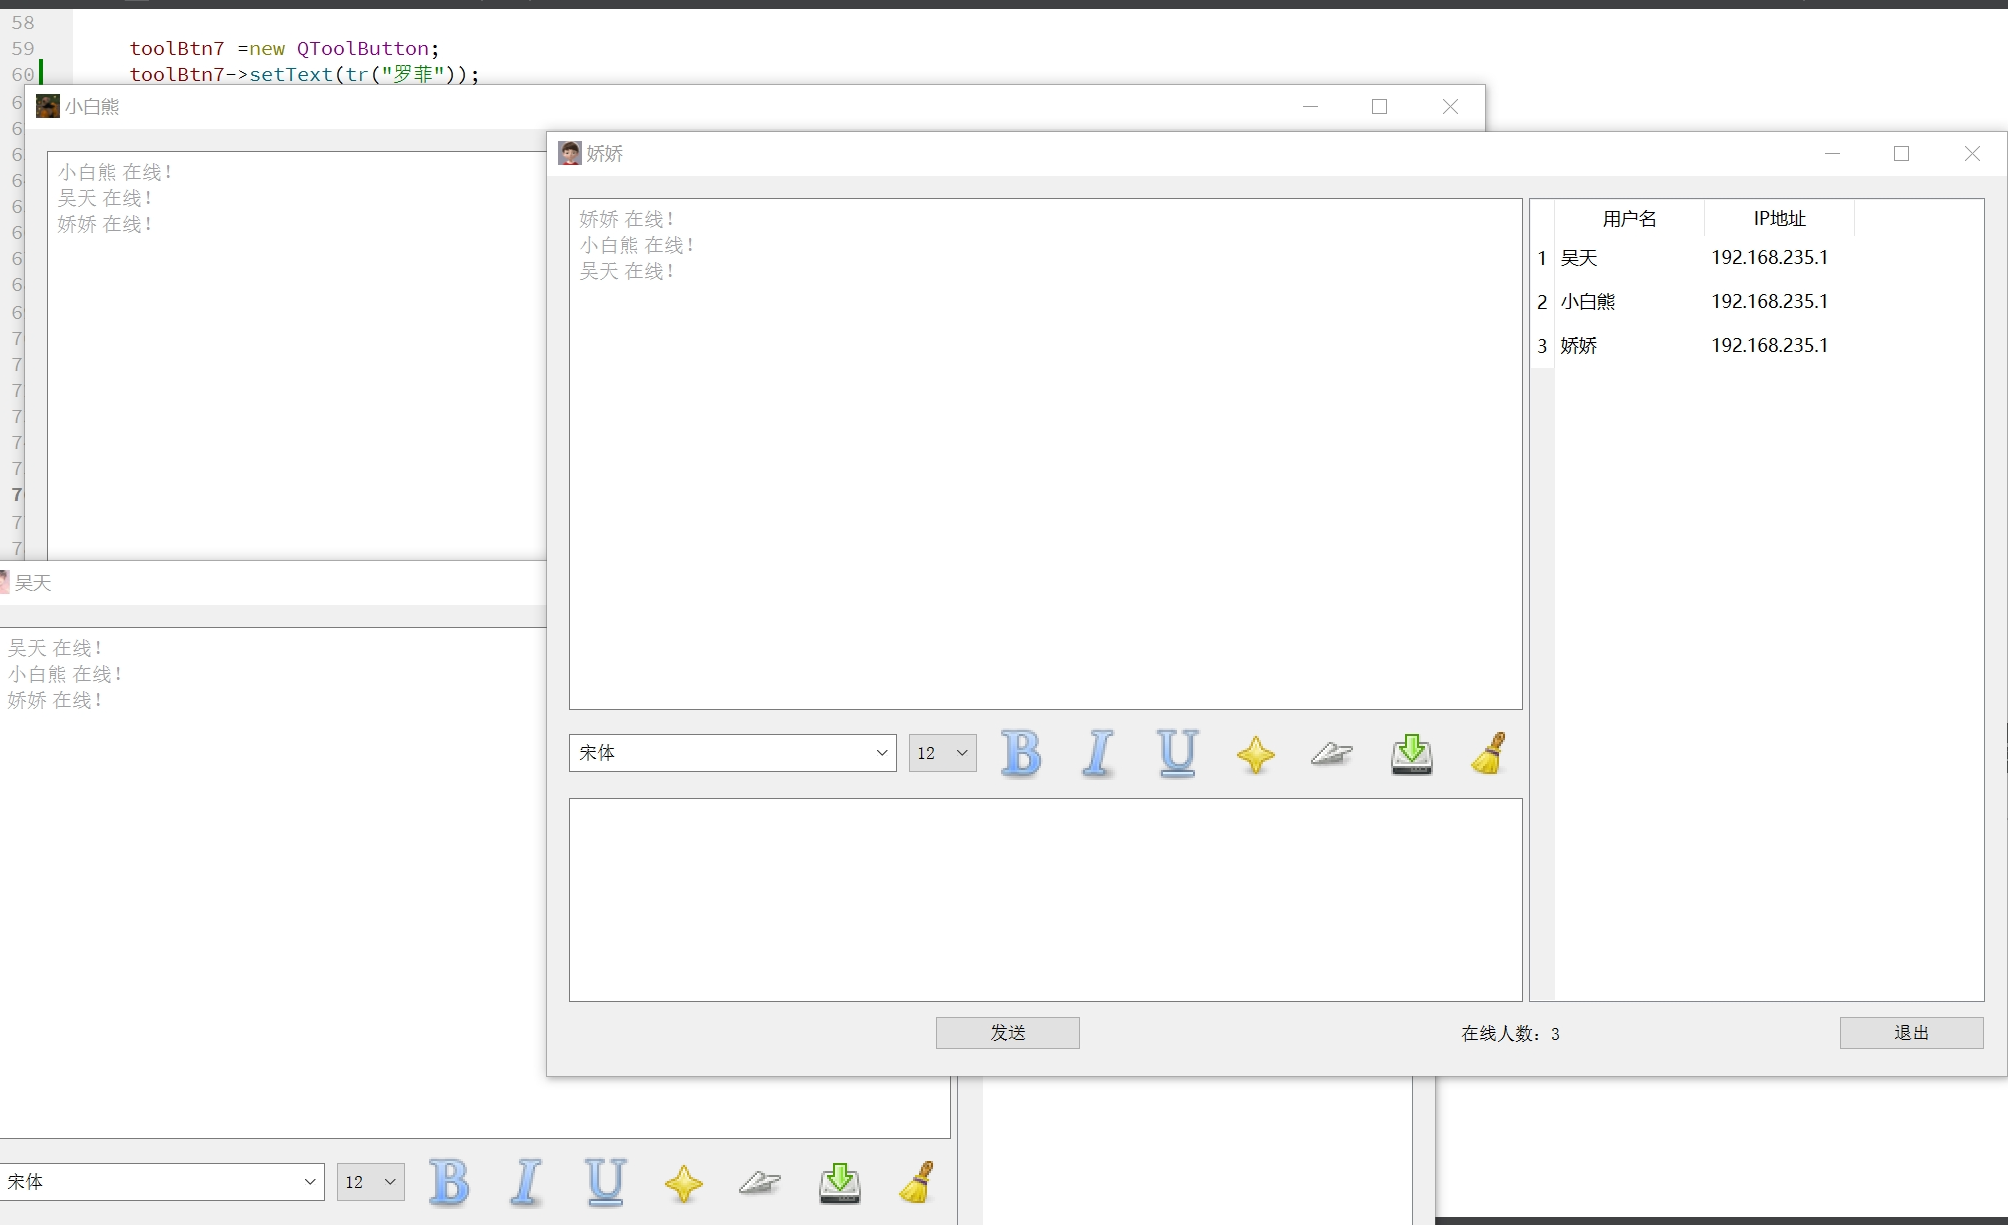 58
59
toolBtn7 =new QToolButton;
60
toolBtn7->setText(tr("罗菲"));
小白熊
小白熊 在线！
吴天 在线！
娇娇 在线！
娇娇
娇娇 在线！
小白熊 在线！
吴天 在线！
用户名 IP地址
1 吴天 192.168.235.1
2 小白熊 192.168.235.1
3 娇娇 192.168.235.1
宋体 12 B I U
发送 在线人数：3 退出
吴天
吴天 在线！
小白熊 在线！
娇娇 在线！
宋体 12 B I U